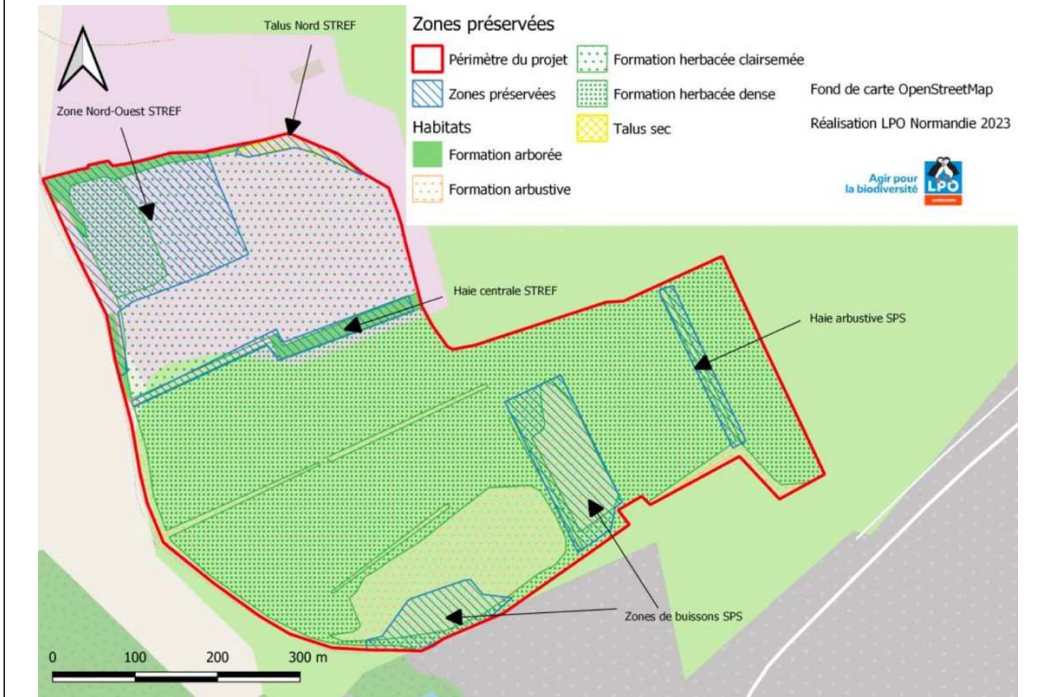 Talus Nord STREF
Zone Nord-Ouest STREF
Zones préservées
Périmètre du projet
Zones préservées
Habitats
Formation arborée
Formation arbustive
Formation herbacée clairsemée
Formation herbacée dense
Talus sec
Fond de carte OpenStreetMap
Réalisation LPO Normandie 2023
Agir pour
la biodiversité
LPO
Haie centrale STREF
Haie arbustive SPS
Zones de buissons SPS
0 100 200 300 m